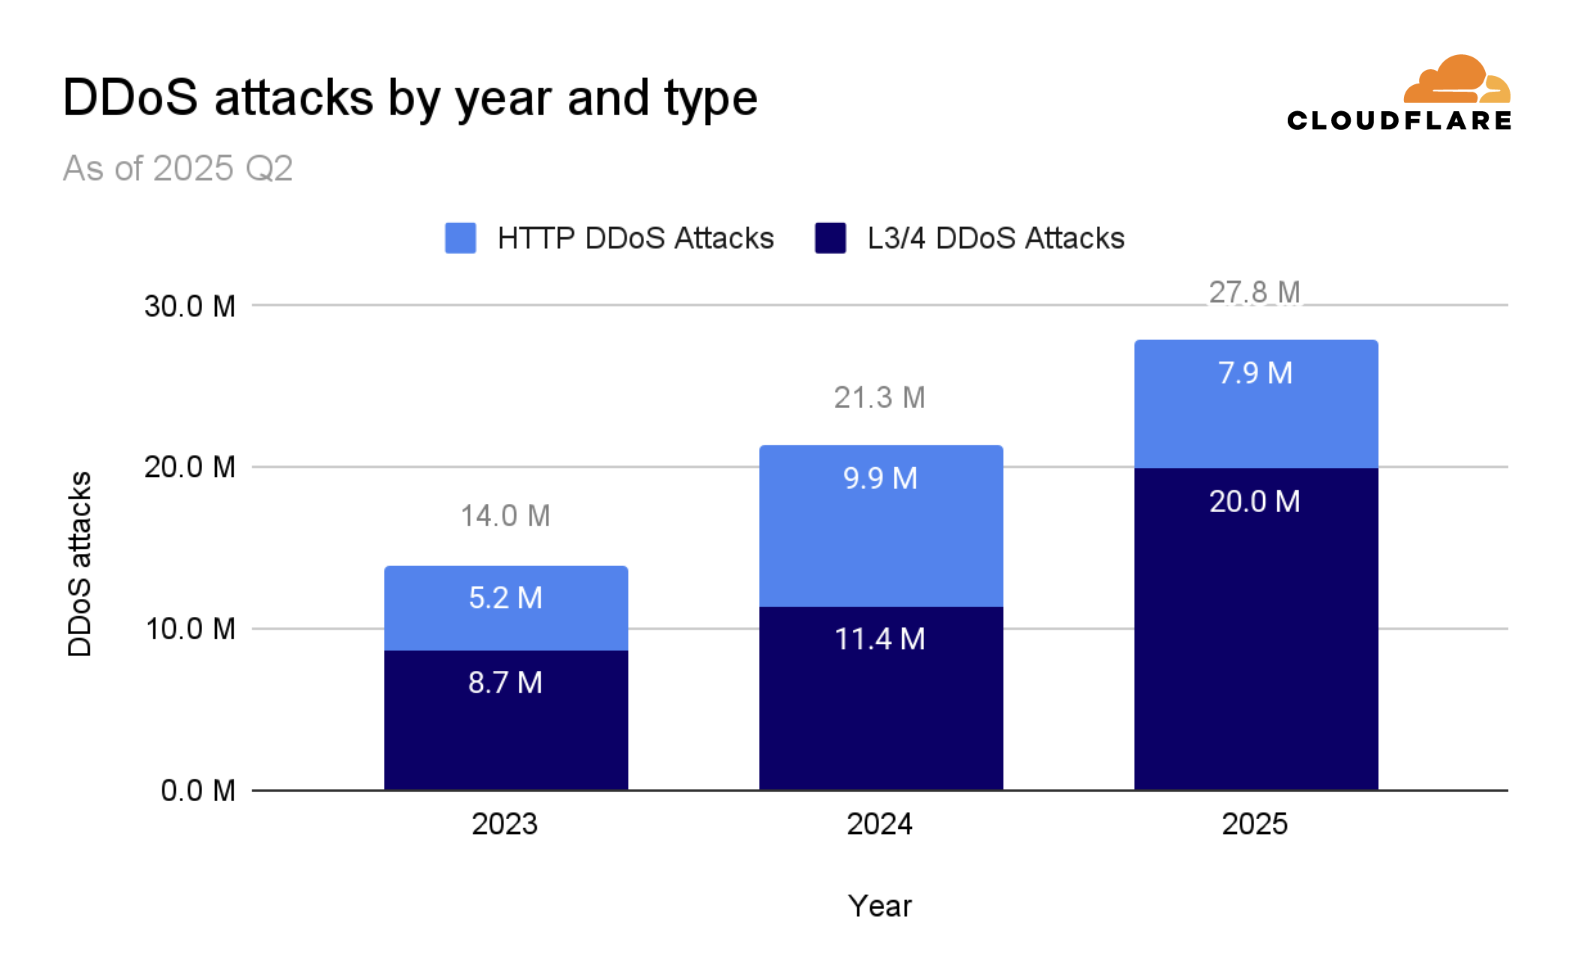 DDoS attacks by year and type
CLOUDFLARE
As of 2025 Q2
HTTP DDoS Attacks
L3/4 DDoS Attacks
DDoS attacks
30.0 M
20.0 M
10.0 M
0.0 M
14.0 M
5.2 M
8.7 M
21.3 M
9.9 M
11.4 M
27.8 M
7.9 M
20.0 M
2023
2024
2025
Year